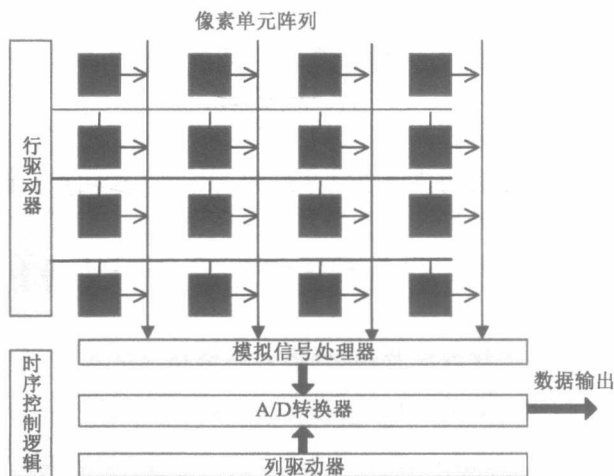 像素单元阵列
行驱动器
模拟信号处理器
时序控制逻辑
A/D转换器
数据输出
列驱动器